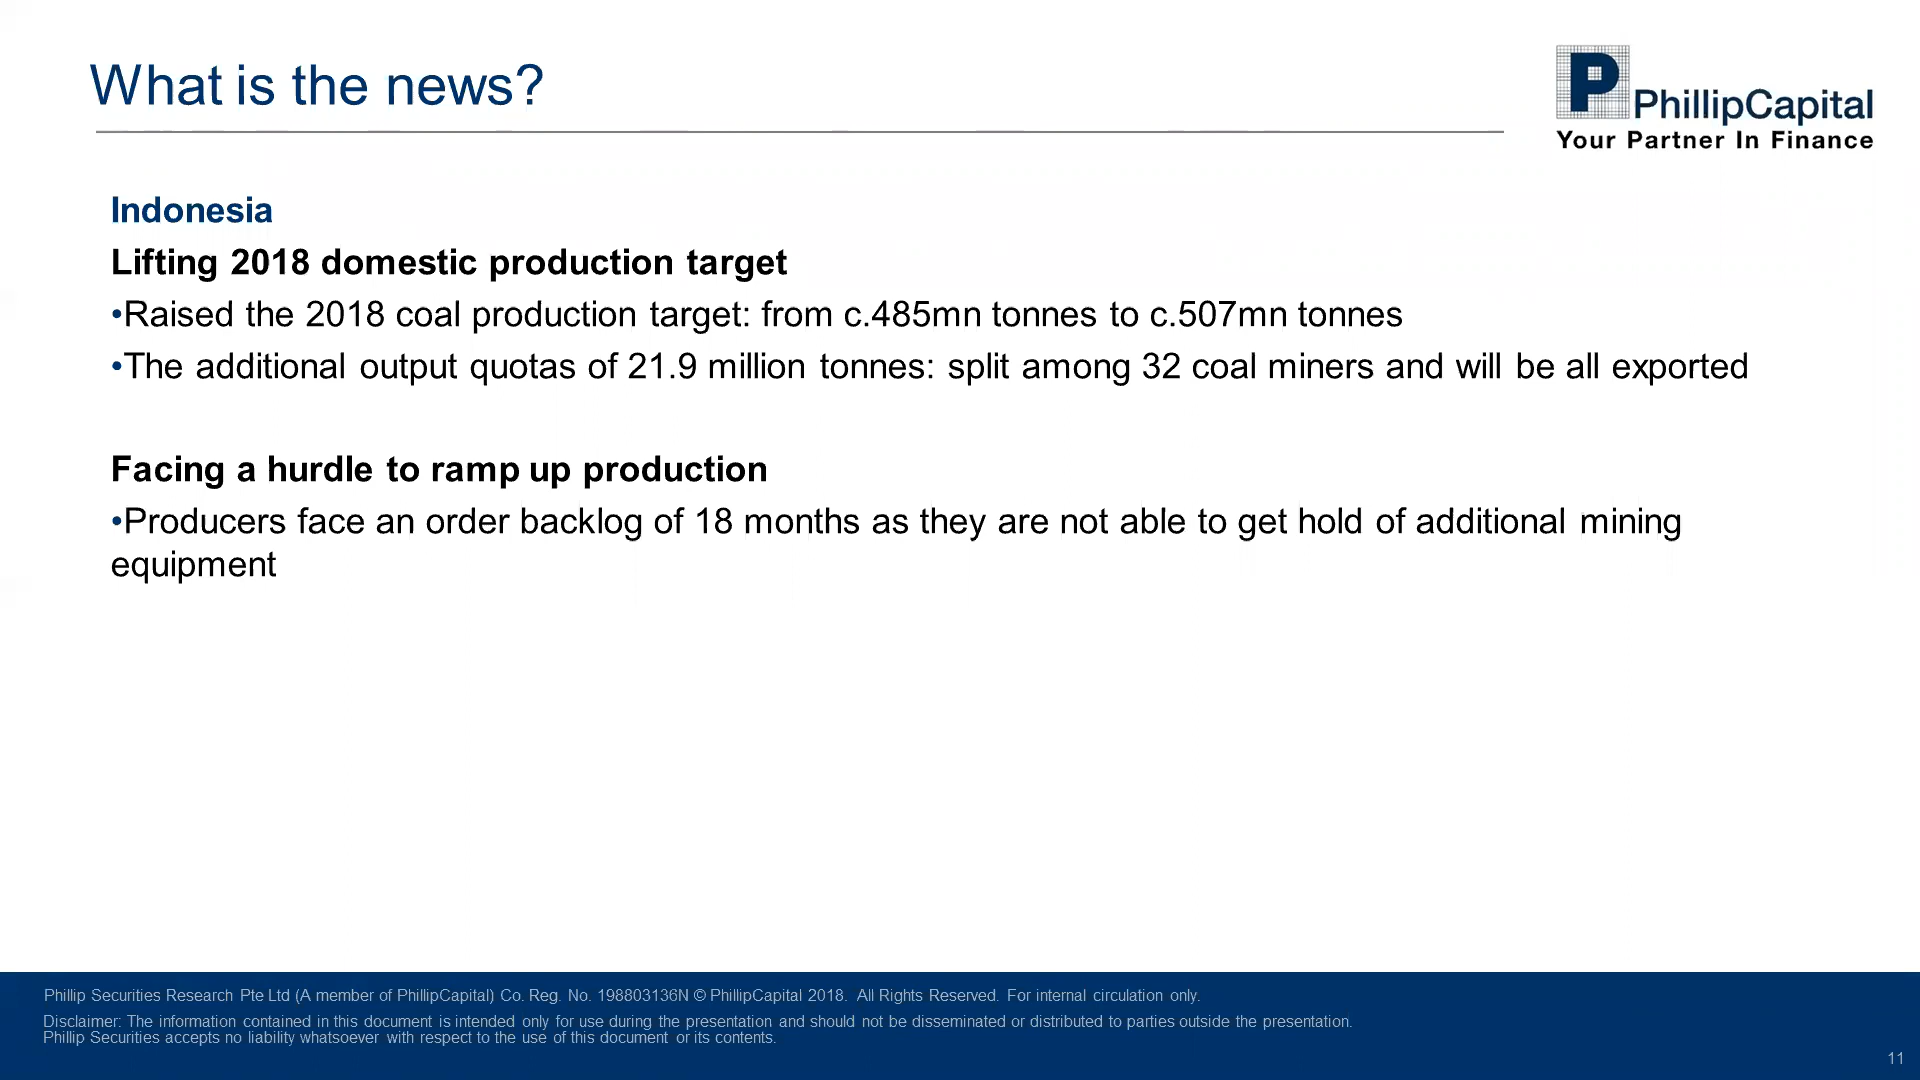 What is the news?
PhillipCapital
Your Partner In Finance
Indonesia
Lifting 2018 domestic production target
•Raised the 2018 coal production target: from c.485mn tonnes to c.507mn tonnes
•The additional output quotas of 21.9 million tonnes: split among 32 coal miners and will be all exported
Facing a hurdle to ramp up production
•Producers face an order backlog of 18 months as they are not able to get hold of additional mining
equipment
Phillip Securities Research Pte Ltd (A member of PhillipCapital) Co. Reg. No. 198803136N © PhillipCapital 2018. All Rights Reserved. For internal circulation only.
Disclaimer: The information contained in this document is intended only for use during the presentation and should not be disseminated or distributed to parties outside the presentation.
Phillip Securities accepts no liability whatsoever with respect to the use of this document or its contents.
11